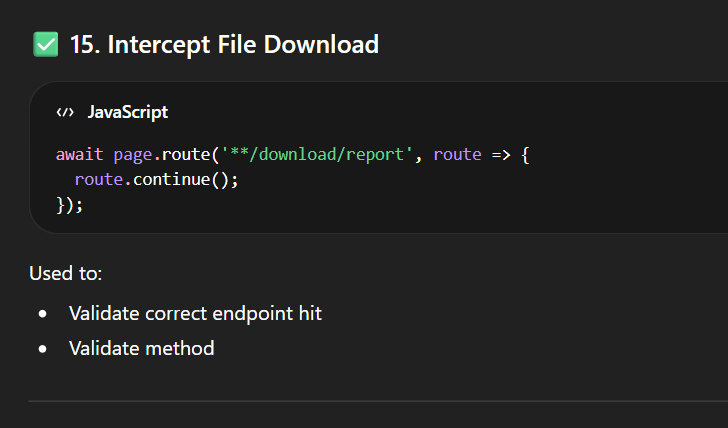 ✅ 15. Intercept File Download
</> JavaScript
await page.route('**/download/report', route => {
  route.continue();
});
Used to:
• Validate correct endpoint hit
• Validate method